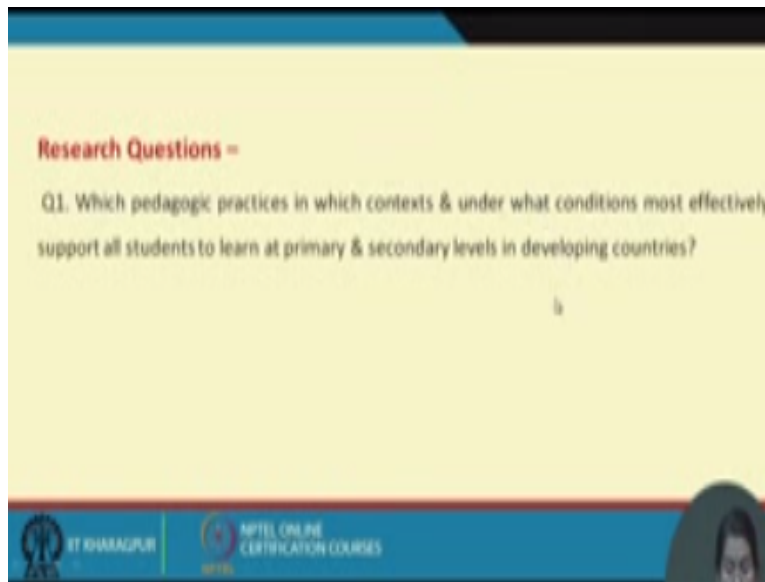 Research Questions –
Q1. Which pedagogic practices in which contexts & under what conditions most effectively
support all students to learn at primary & secondary levels in developing countries?
IIT KHARAGPUR
NPTEL ONLINE
CERTIFICATION COURSES
NPTEL